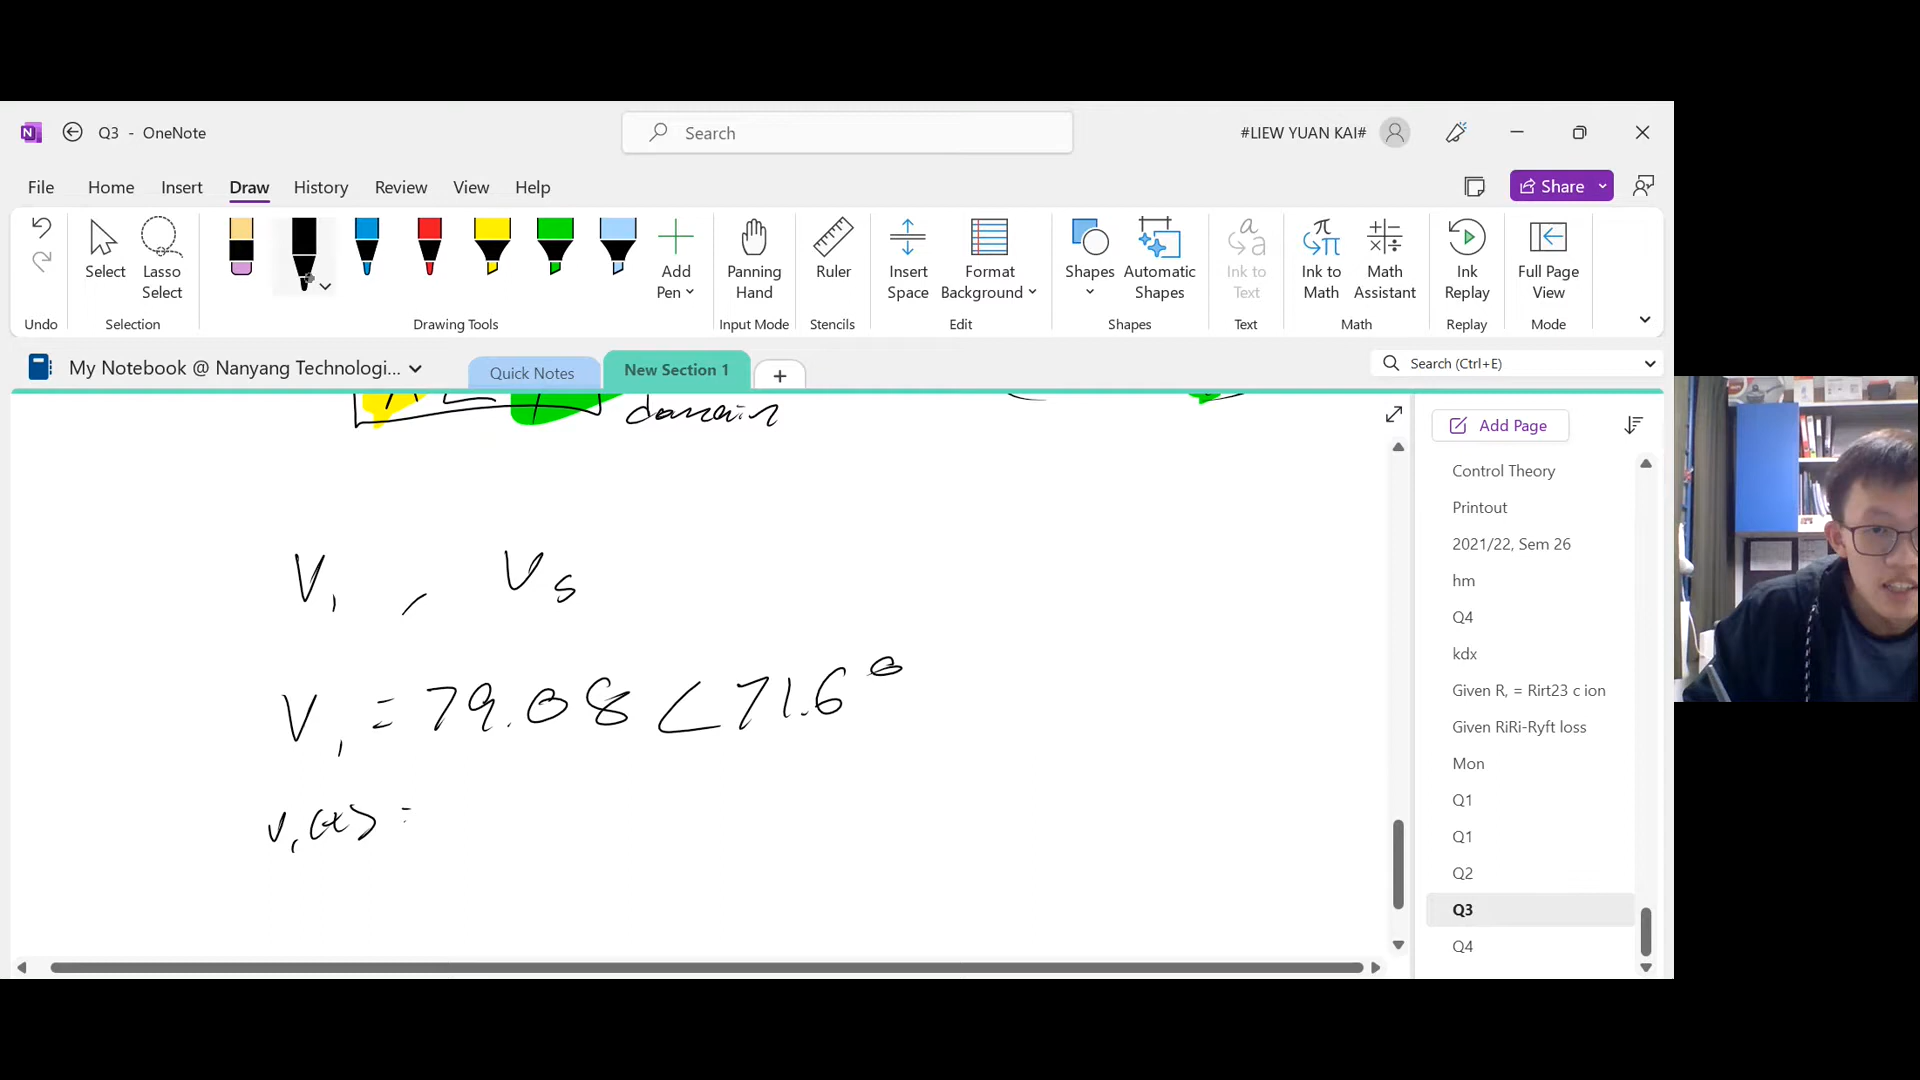 Q3 - OneNote
Search
#LIEW YUAN KAI#
File Home Insert Draw History Review View Help
Share
Select
Lasso Select
Add Pen
Panning Hand
Ruler
Insert Space
Format Background
Shapes
Automatic Shapes
Ink to Text
Ink to Math
Math Assistant
Ink Replay
Full Page View
Undo
Selection
Drawing Tools
Input Mode
Stencils
Edit
Shapes
Text
Math
Replay
Mode
My Notebook @ Nanyang Technologi...
Quick Notes
New Section 1
+
Search (Ctrl+E)
domain
V₁ , Vs
V₁ = 79.08 ∠ 71.6°
v₁(t) =
Add Page
Control Theory
Printout
2021/22, Sem 26
hm
Q4
kdx
Given R, = Rirt23 c ion
Given RiRi-Ryft loss
Mon
Q1
Q1
Q2
Q3
Q4